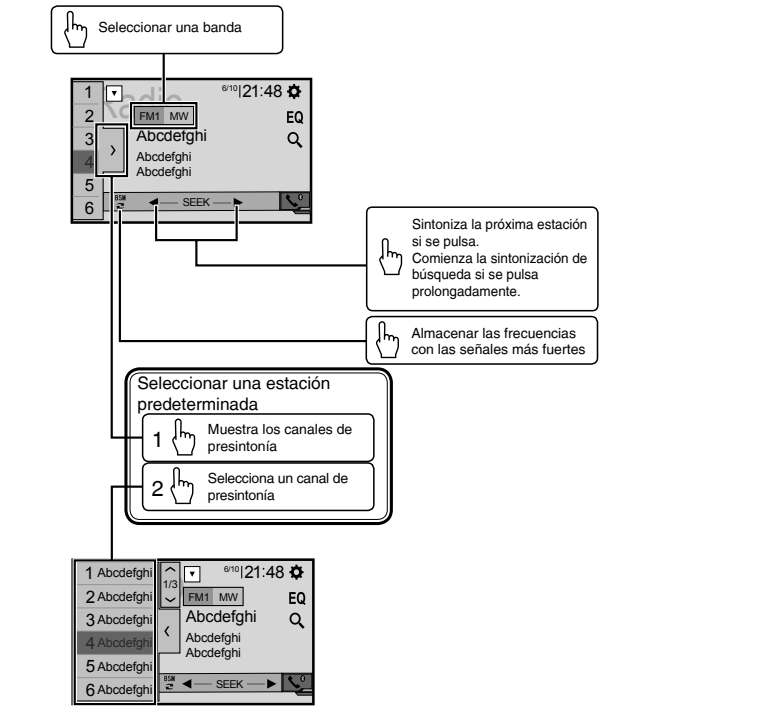 Seleccionar una banda
1
2
3
4
5
6
Radio
6/10|21:48
FM1 MW
EQ
Abcdefghi
Abcdefghi
Abcdefghi
BSM
SEEK
Sintoniza la próxima estación
si se pulsa.
Comienza la sintonización de
búsqueda si se pulsa
prolongadamente.
Almacenar las frecuencias
con las señales más fuertes
Seleccionar una estación
predeterminada
1
Muestra los canales de
presintonía
2
Selecciona un canal de
presintonía
1 Abcdefghi
2 Abcdefghi
3 Abcdefghi
4 Abcdefghi
5 Abcdefghi
6 Abcdefghi
1/3
6/10|21:48
FM1 MW
EQ
Abcdefghi
Abcdefghi
Abcdefghi
BSM
SEEK